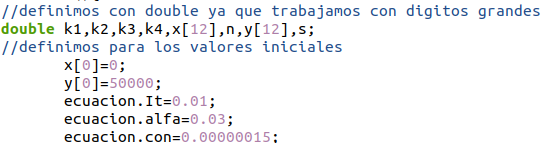 //definimos con double ya que trabajamos con digitos grandes
double k1,k2,k3,k4,x[12],n,y[12],s;
//definimos para los valores iniciales
x[0]=0;
y[0]=50000;
ecuacion.It=0.01;
ecuacion.alfa=0.03;
ecuacion.con=0.00000015;